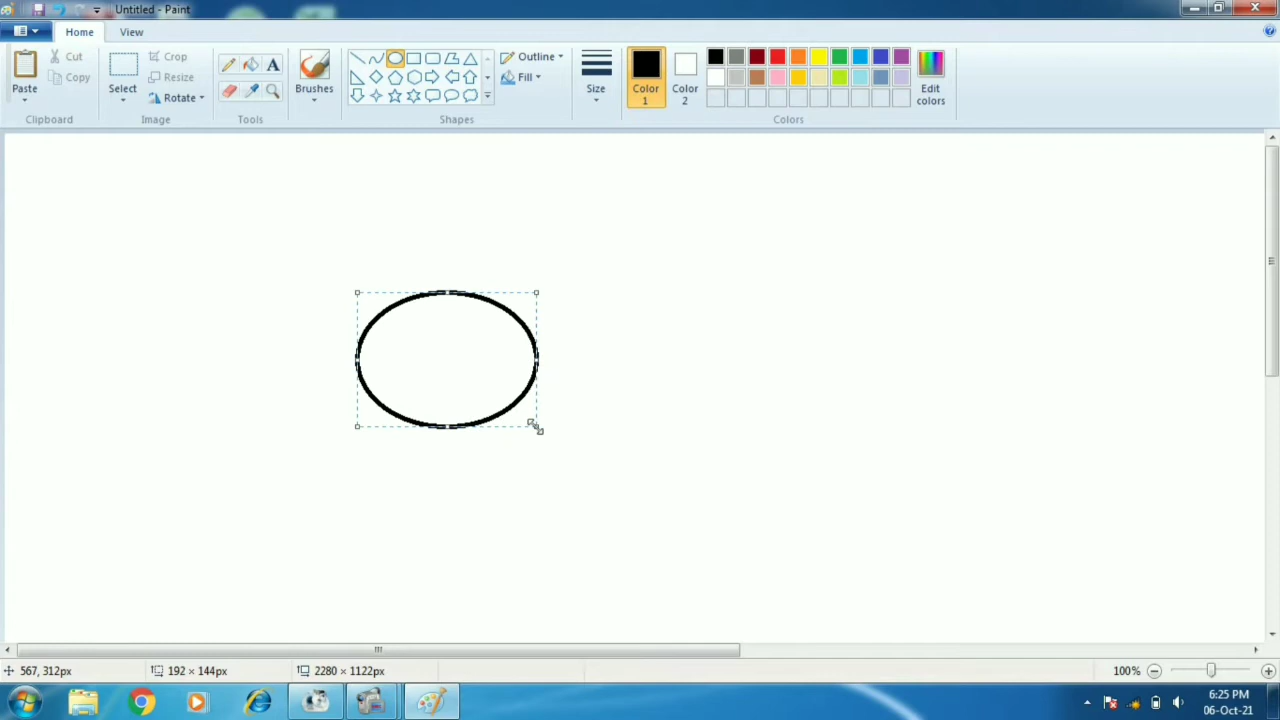 Untitled - Paint
Home View
Paste
Cut
Copy
Clipboard
Select
Crop
Resize
Rotate
Image
A
Tools
Brushes
Shapes
Outline
Fill
Size
Color 1
Color 2
Edit colors
Colors
567, 312px 192 × 144px 2280 × 1122px 100%
6:25 PM
06-Oct-21